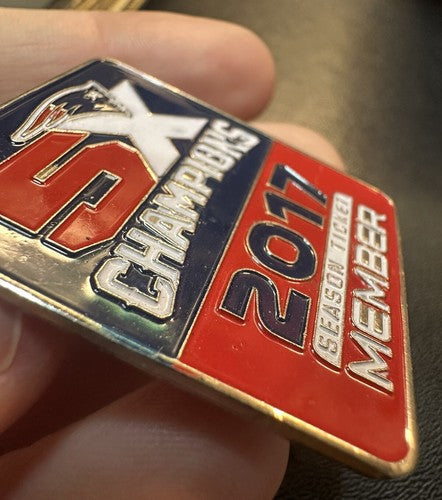 5X
CHAMPIONS
2017
SEASON TICKET
MEMBER